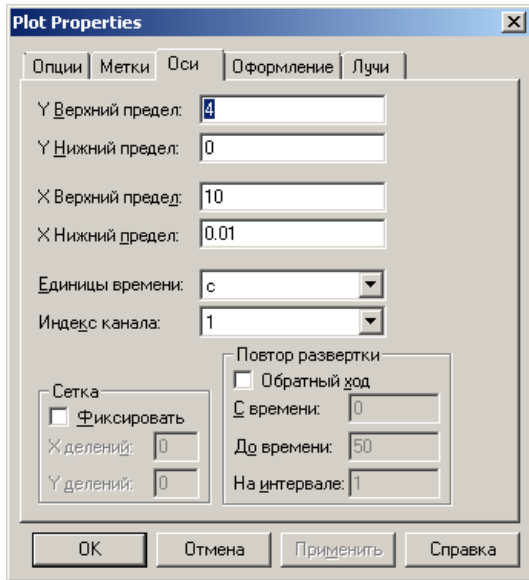 Plot Properties
Опции Метки Оси Оформление Лучи
Y Верхний предел: 4
Y Нижний предел: 0
X Верхний предел: 10
X Нижний предел: 0.01
Единицы времени: с
Индекс канала: 1
Повтор развертки
Обратный ход
С времени: 0
До времени: 50
На интервале: 1
Сетка
Фиксировать
X делений: 0
Y делений: 0
OK Отмена Применить Справка